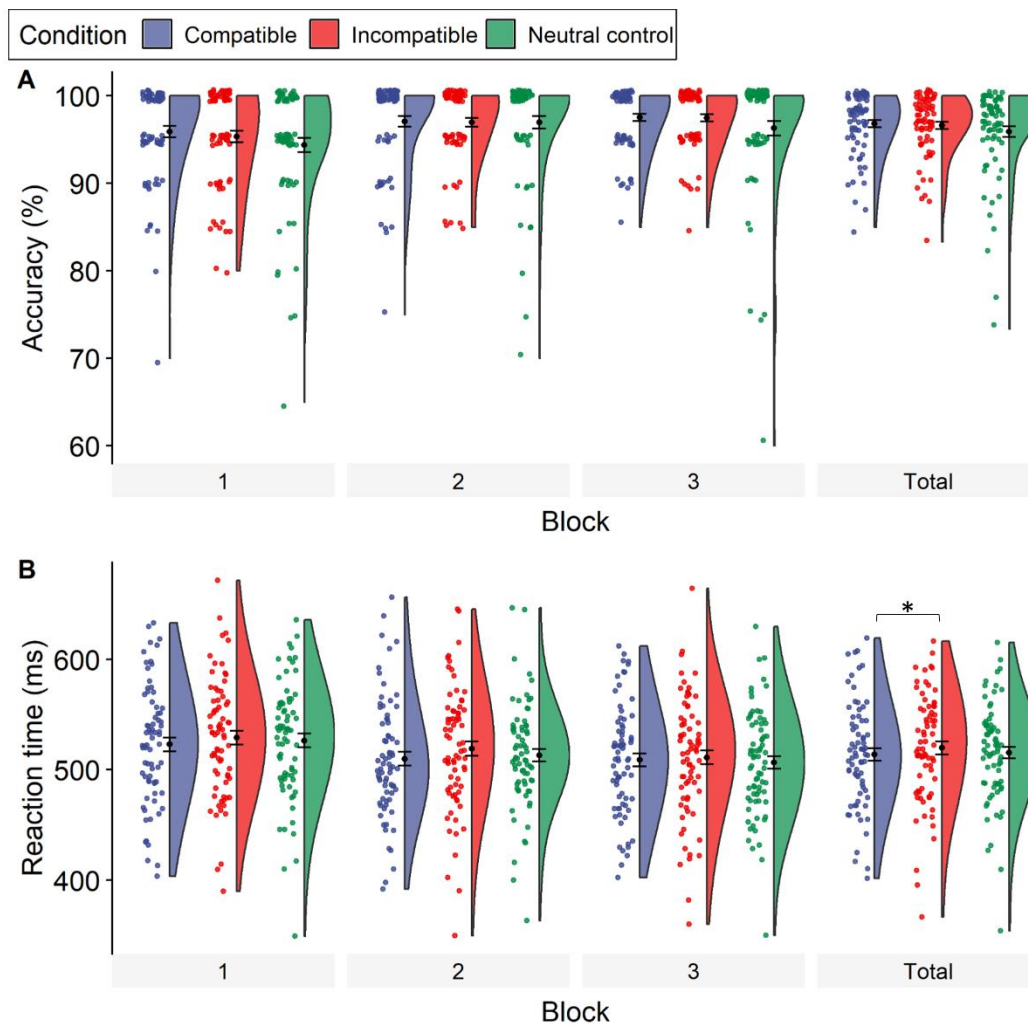 Condition Compatible Incompatible Neutral control
A
Accuracy (%)
100
90
80
70
60
1 2 3 Total
Block
B
Reaction time (ms)
600
500
400
*
1 2 3 Total
Block